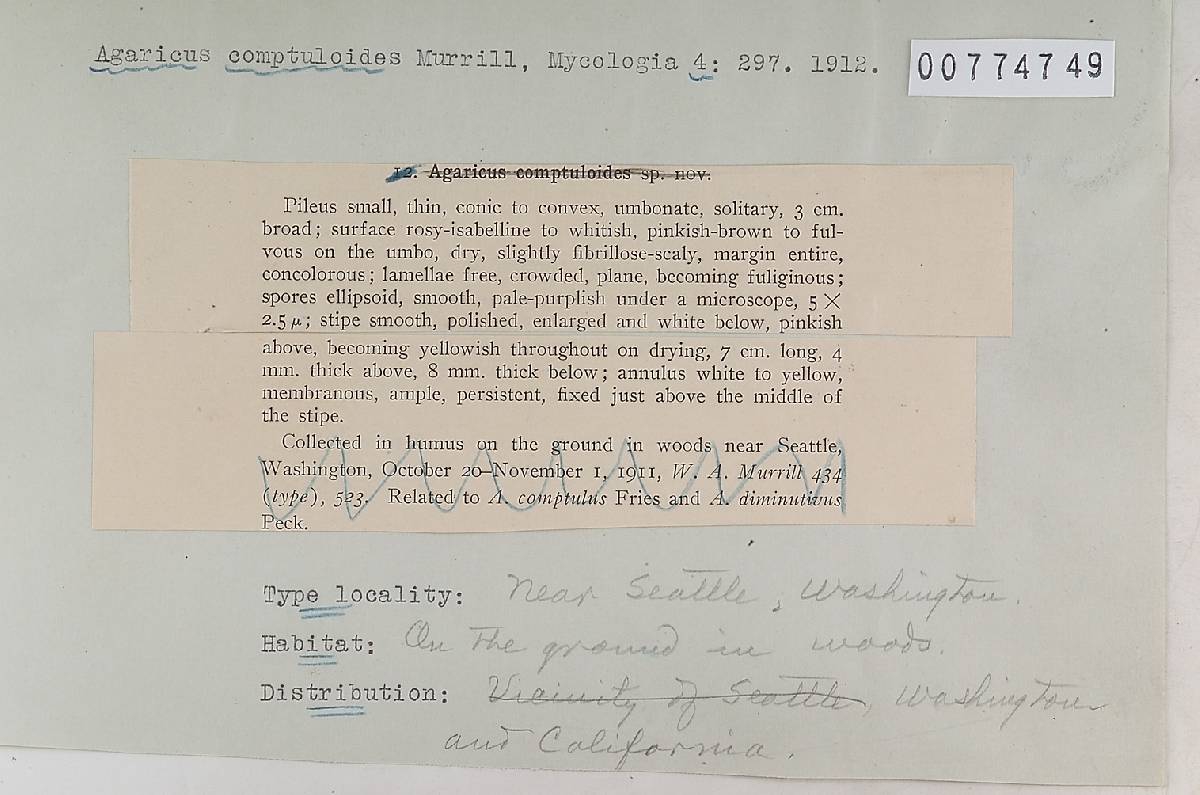 Agaricus comptuloides Murrill, Mycologia 4: 297. 1912.
00774749
12. Agaricus comptuloides sp. nov.
Pileus small, thin, conic to convex, umbonate, solitary, 3 cm.
broad; surface rosy-isabelline to whitish, pinkish-brown to ful-
vous on the umbo, dry, slightly fibrillose-scaly, margin entire,
concolorous; lamellae free, crowded, plane, becoming fuliginous;
spores ellipsoid, smooth, pale-purplish under a microscope, 5 ×
2.5 µ; stipe smooth, polished, enlarged and white below, pinkish
above, becoming yellowish throughout on drying, 7 cm. long, 4
mm. thick above, 8 mm. thick below; annulus white to yellow,
membranous, ample, persistent, fixed just above the middle of
the stipe.
Collected in humus on the ground in woods near Seattle,
Washington, October 20–November 1, 1911, W. A. Murrill 434
(type), 523. Related to A. comptulus Fries and A. diminutivus
Peck.
Type locality: Near Seattle, Washington.
Habitat: On the ground in woods.
Distribution: Vicinity of Seattle, Washington
and California.